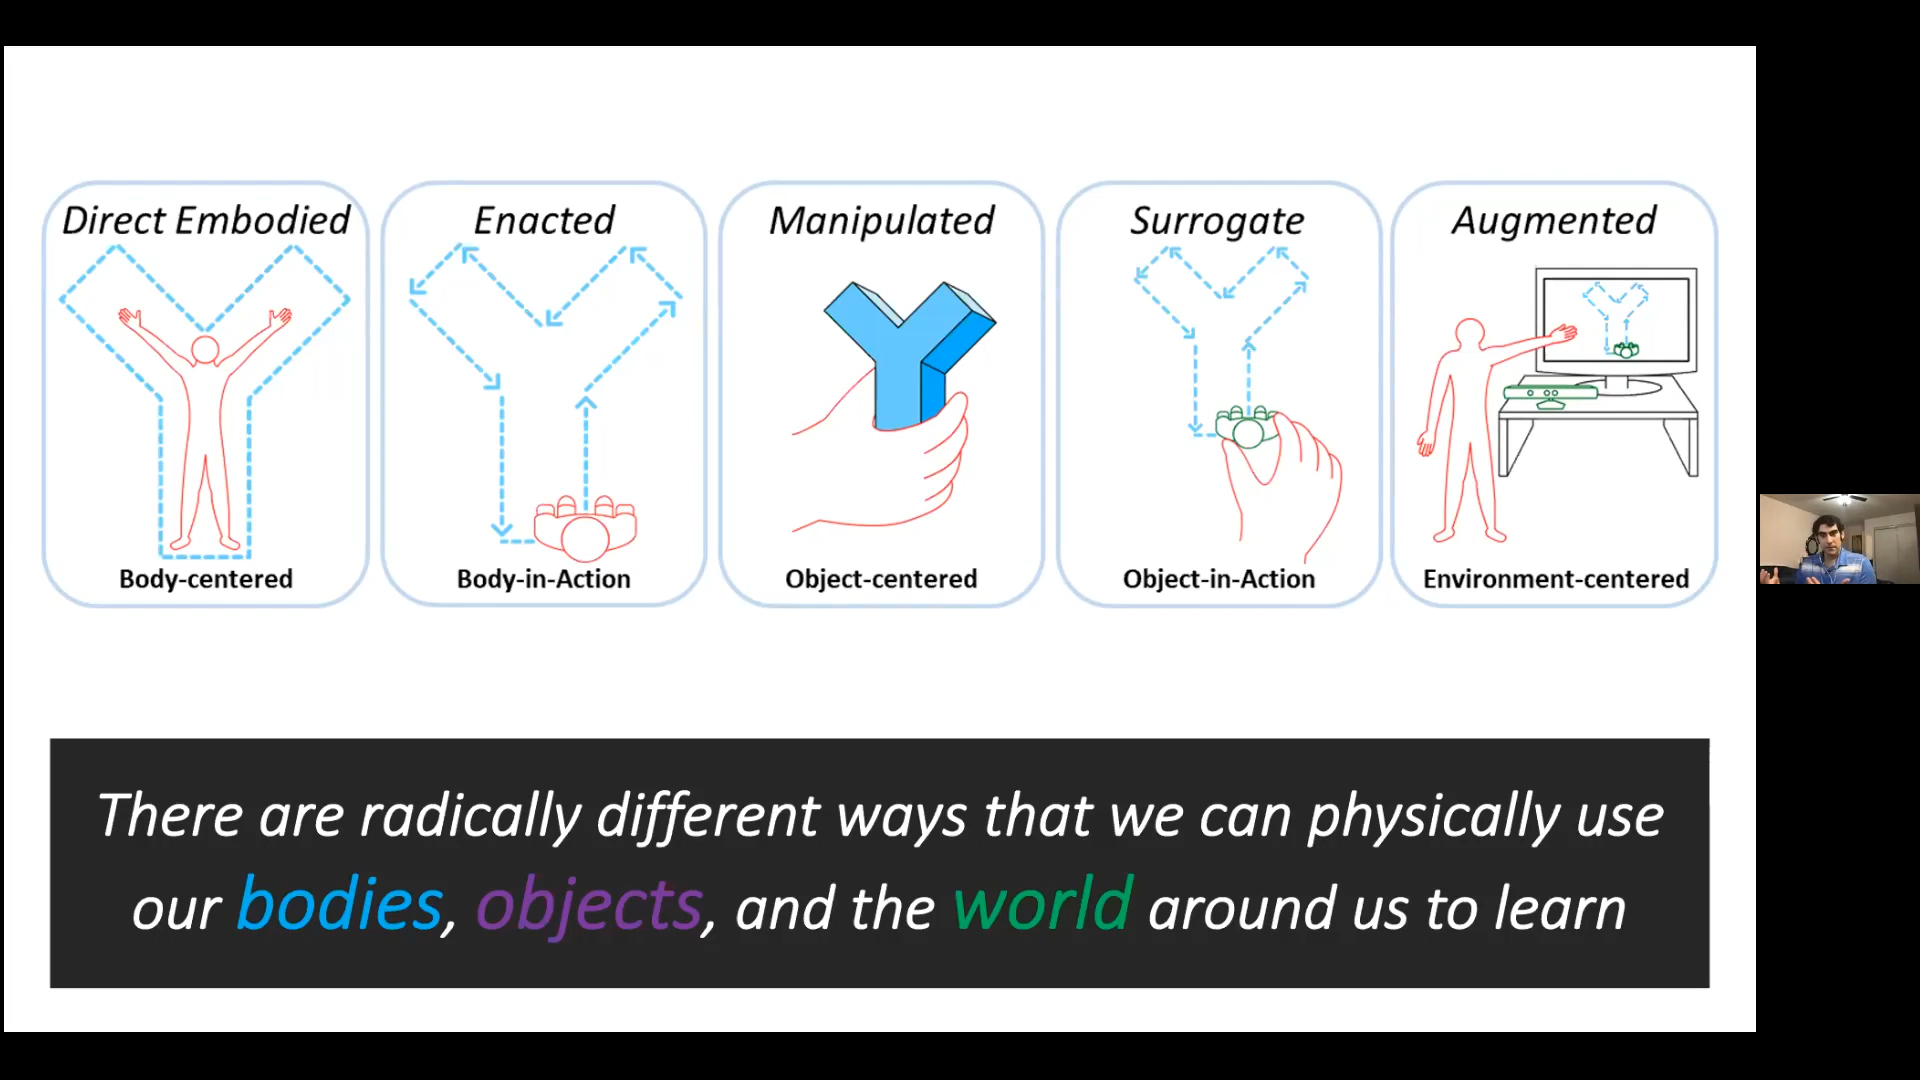 Direct Embodied
Enacted
Manipulated
Surrogate
Augmented
Body-centered
Body-in-Action
Object-centered
Object-in-Action
Environment-centered
There are radically different ways that we can physically use
our bodies, objects, and the world around us to learn